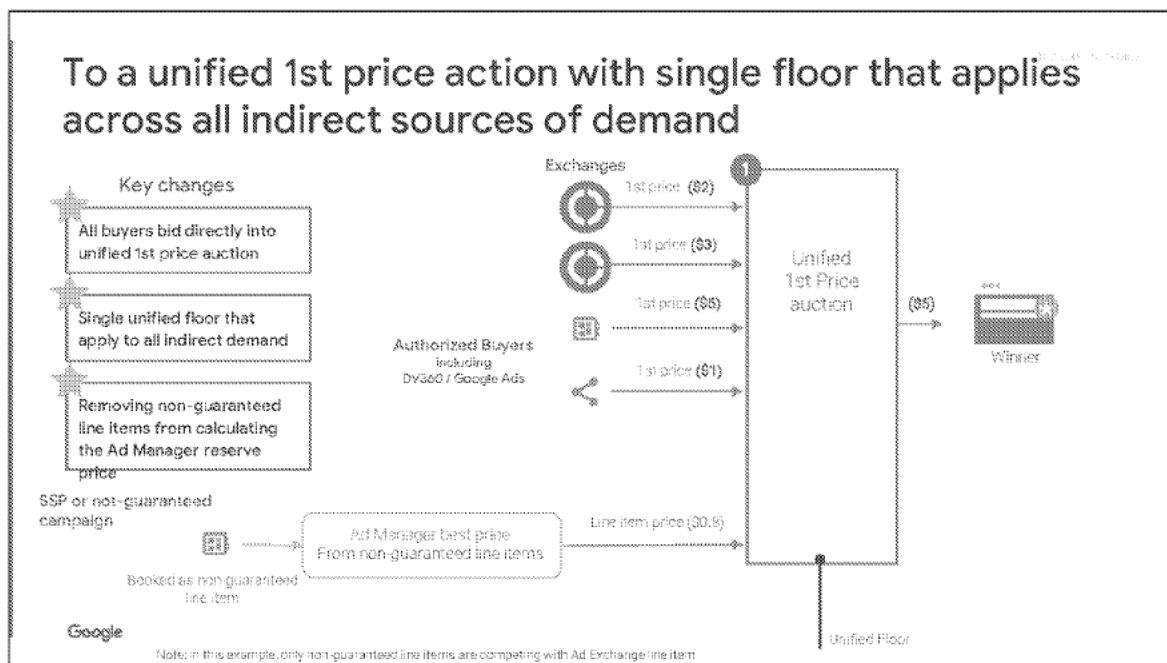 To a unified 1st price action with single floor that applies
across all indirect sources of demand
Key changes
All buyers bid directly into
unified 1st price auction
Single unified floor that
apply to all indirect demand
Removing non-guaranteed
line items from calculating
the Ad Manager reserve
price
Exchanges
1st price ($2)
1st price ($3)
1st price ($5)
1st price ($1)
Authorized Buyers
including
DV360 / Google Ads
1
Unified
1st Price
auction
($5)
Winner
SSP or not-guaranteed
campaign
Booked as non-guaranteed
line item
Ad Manager best price
From non-guaranteed line items
Line item price
Unified Floor
Google
Note: in this example, only non-guaranteed line items are competing with Ad Exchange line item